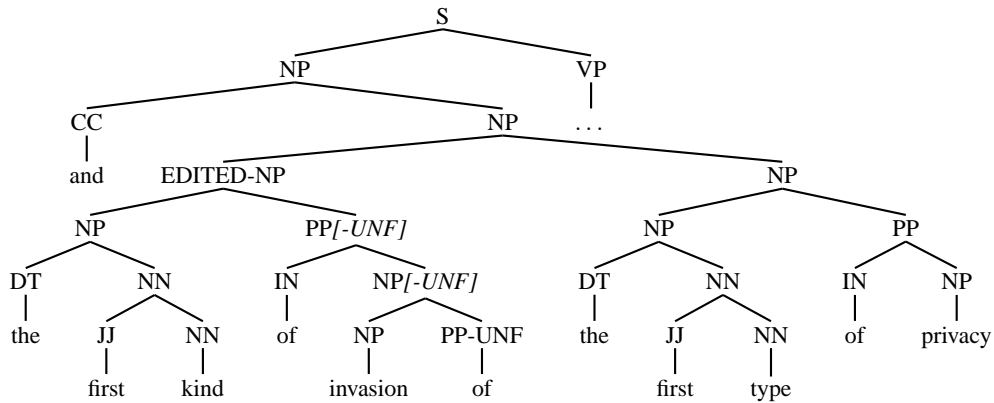 S
NP VP
CC NP ...
and EDITED-NP NP
NP PP[-UNF] NP PP
DT NN IN NP[-UNF] DT NN IN NP
the JJ NN of NP PP-UNF the JJ NN of privacy
first kind invasion of first type